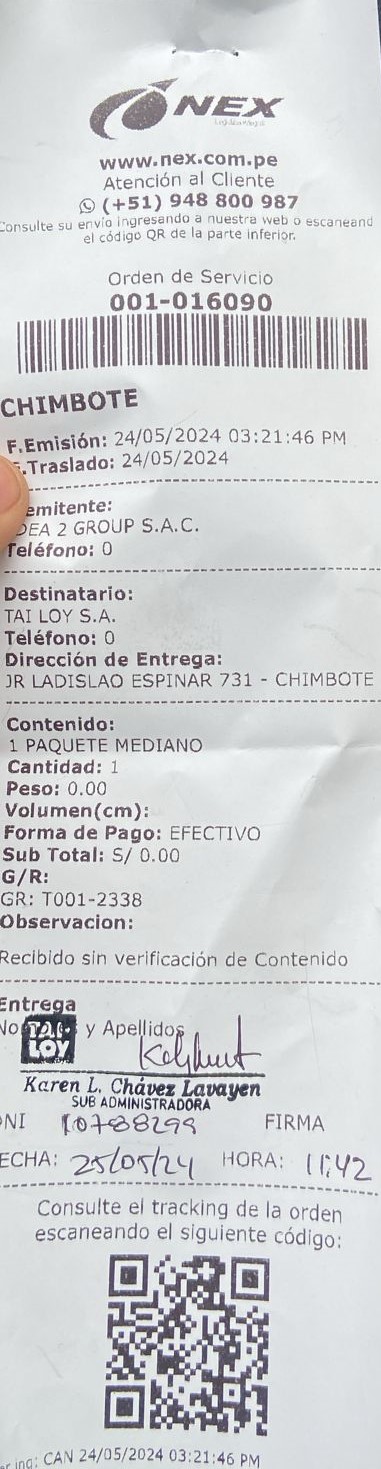 NEX
www.nex.com.pe
Atención al Cliente
(+51) 948 800 987
Consulte su envío ingresando a nuestra web o escaneand
el código QR de la parte inferior.
Orden de Servicio
001-016090
CHIMBOTE
F.Emisión: 24/05/2024 03:21:46 PM
.Traslado: 24/05/2024
emitente:
DEA 2 GROUP S.A.C.
Teléfono: 0
Destinatario:
TAI LOY S.A.
Teléfono: 0
Dirección de Entrega:
JR LADISLAO ESPINAR 731 - CHIMBOTE
Contenido:
1 PAQUETE MEDIANO
Cantidad: 1
Peso: 0.00
Volumen(cm):
Forma de Pago: EFECTIVO
Sub Total: S/ 0.00
G/R:
GR: T001-2338
Observacion:
Recibido sin verificación de Contenido
Entrega
y Apellidos
TAI
LOY
Karen L. Chávez Lavayen
SUB ADMINISTRADORA
DNI 10788299 FIRMA
ECHA: 25/05/24 HORA: 11:42
Consulte el tracking de la orden
escaneando el siguiente código:
CAN 24/05/2024 03:21:46 PM